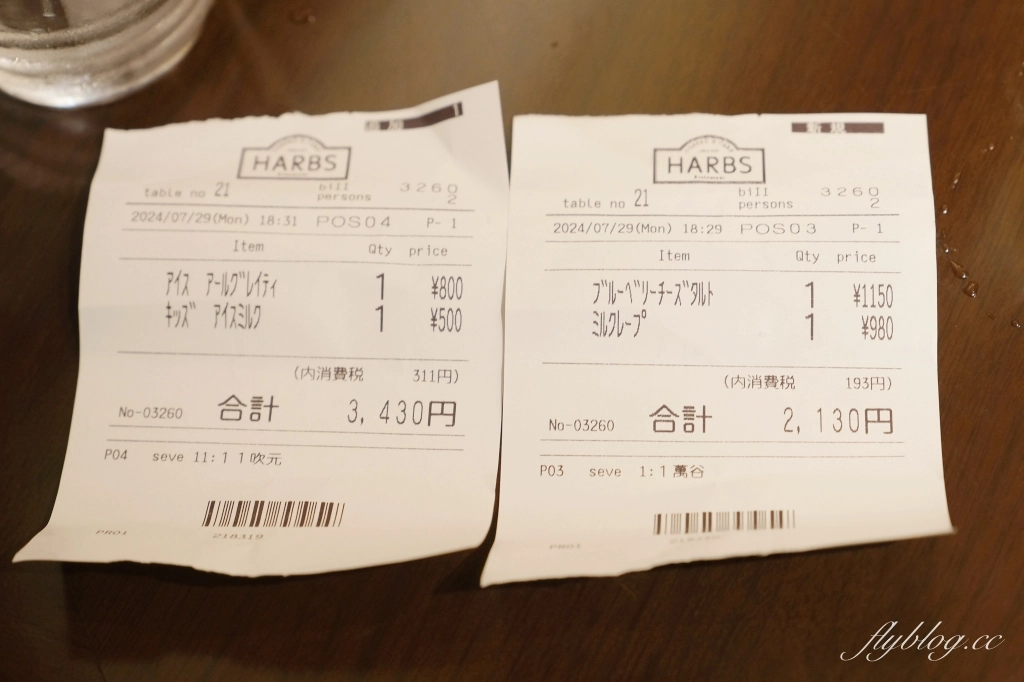 追加
HARBS
table no 21 bill 3260
persons 2
2024/07/29(Mon) 18:31 POS04 P- 1
Item Qty price
アイス アールグレイティ 1 ¥800
キッズ アイスミルク 1 ¥500
(内消費税 311円)
No-03260 合計 3,430円
P04 seve 11:11吹元
218319
PR01
新規
HARBS
table no 21 bill 3260
persons 2
2024/07/29(Mon) 18:29 POS03 P- 1
Item Qty price
ブルーベリーチーズタルト 1 ¥1150
ミルクレープ 1 ¥980
(内消費税 193円)
No-03260 合計 2,130円
P03 seve 1:1萬谷
PR01
flyblog.cc